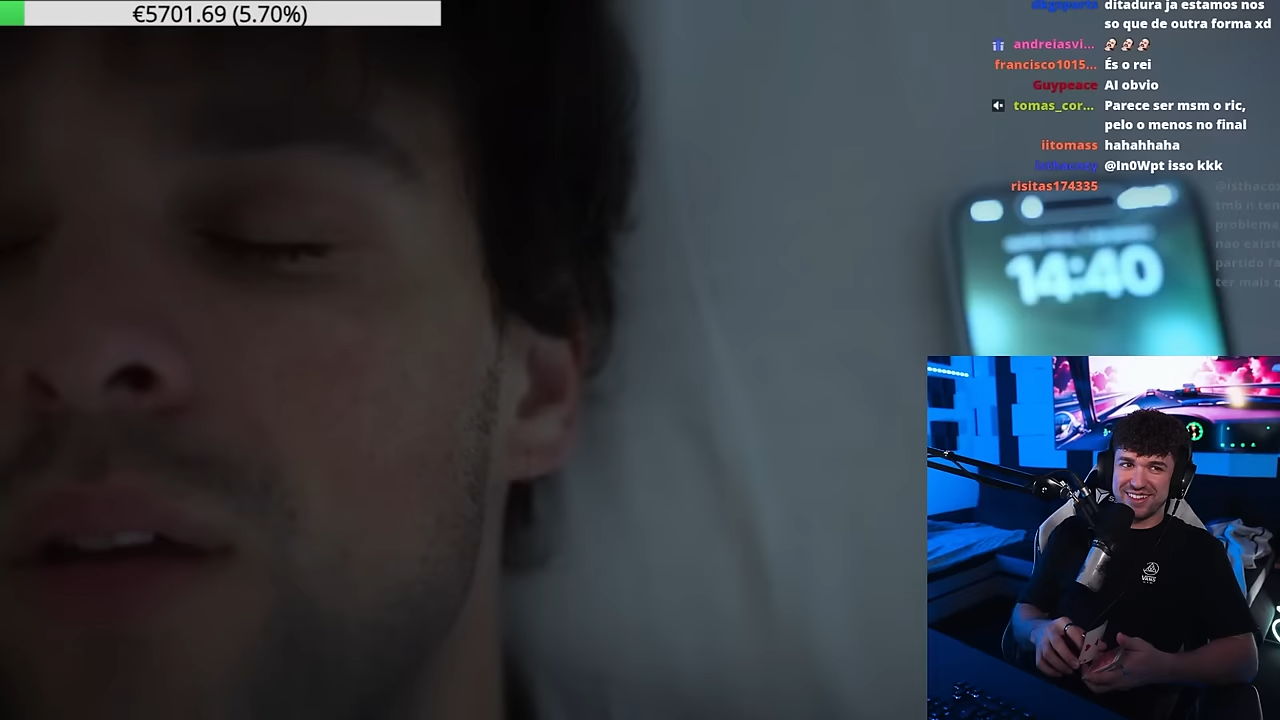 €5701.69 (5.70%)
ditadura ja estamos nos
so que de outra forma xd
andreiasvi...
francisco1015... És o rei
Guypeace AI obvio
tomas_cor... Parece ser msm o ric,
pelo o menos no final
iitomass hahahhaha
@In0Wpt isso kkk
risitas174335
14:40
VANS